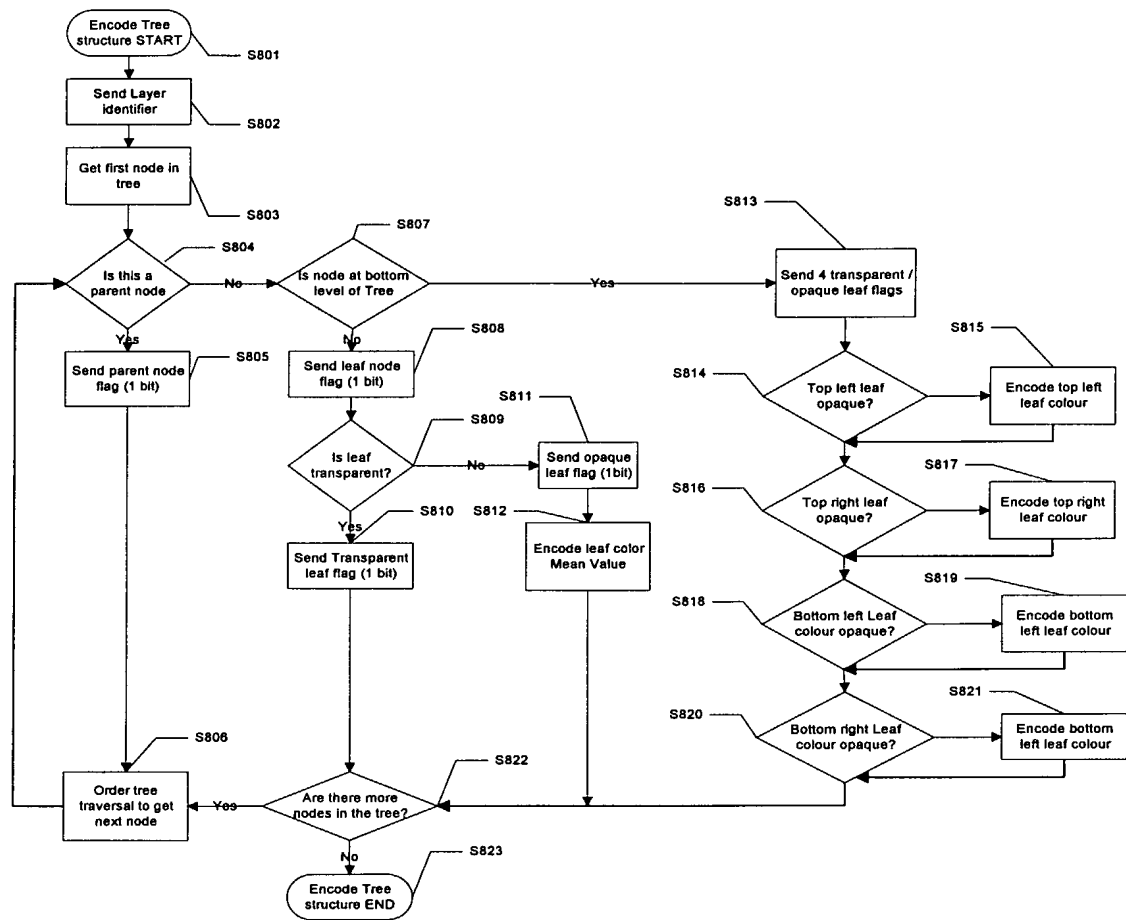 Encode Tree
structure START
S801
Send Layer
identifier
S802
Get first node in
tree
S803
S804
Is this a
parent node
No
Yes
Send parent node
flag (1 bit)
S805
S807
Is node at bottom
level of Tree
Yes
No
S808
Send leaf node
flag (1 bit)
S809
Is leaf
transparent?
No
Yes
S810
Send Transparent
leaf flag (1 bit)
S811
Send opaque
leaf flag (1bit)
S812
Encode leaf color
Mean Value
S813
Send 4 transparent /
opaque leaf flags
S814
Top left leaf
opaque?
S815
Encode top left
leaf colour
S816
Top right leaf
opaque?
S817
Encode top right
leaf colour
S818
Bottom left Leaf
colour opaque?
S819
Encode bottom
left leaf colour
S820
Bottom right Leaf
colour opaque?
S821
Encode bottom
left leaf colour
S806
Order tree
traversal to get
next node
Yes
S822
Are there more
nodes in the tree?
No
S823
Encode Tree
structure END